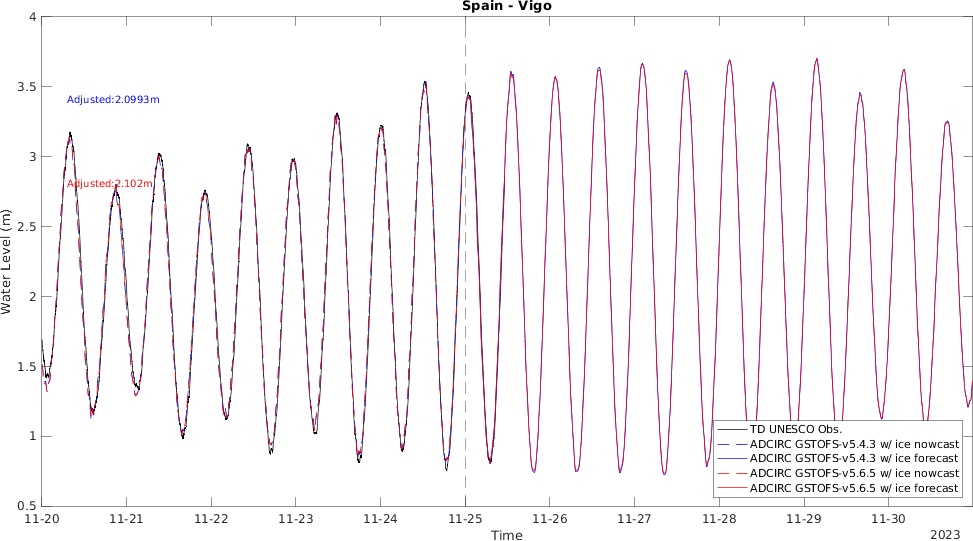 Spain - Vigo
4
3.5
3
2.5
2
1.5
1
0.5
Water Level (m)
Adjusted:2.0993m
Adjusted:2.102m
TD UNESCO Obs.
ADCIRC GSTOFS-v5.4.3 w/ ice nowcast
ADCIRC GSTOFS-v5.4.3 w/ ice forecast
ADCIRC GSTOFS-v5.6.5 w/ ice nowcast
ADCIRC GSTOFS-v5.6.5 w/ ice forecast
11-20 11-21 11-22 11-23 11-24 11-25 11-26 11-27 11-28 11-29 11-30
Time
2023